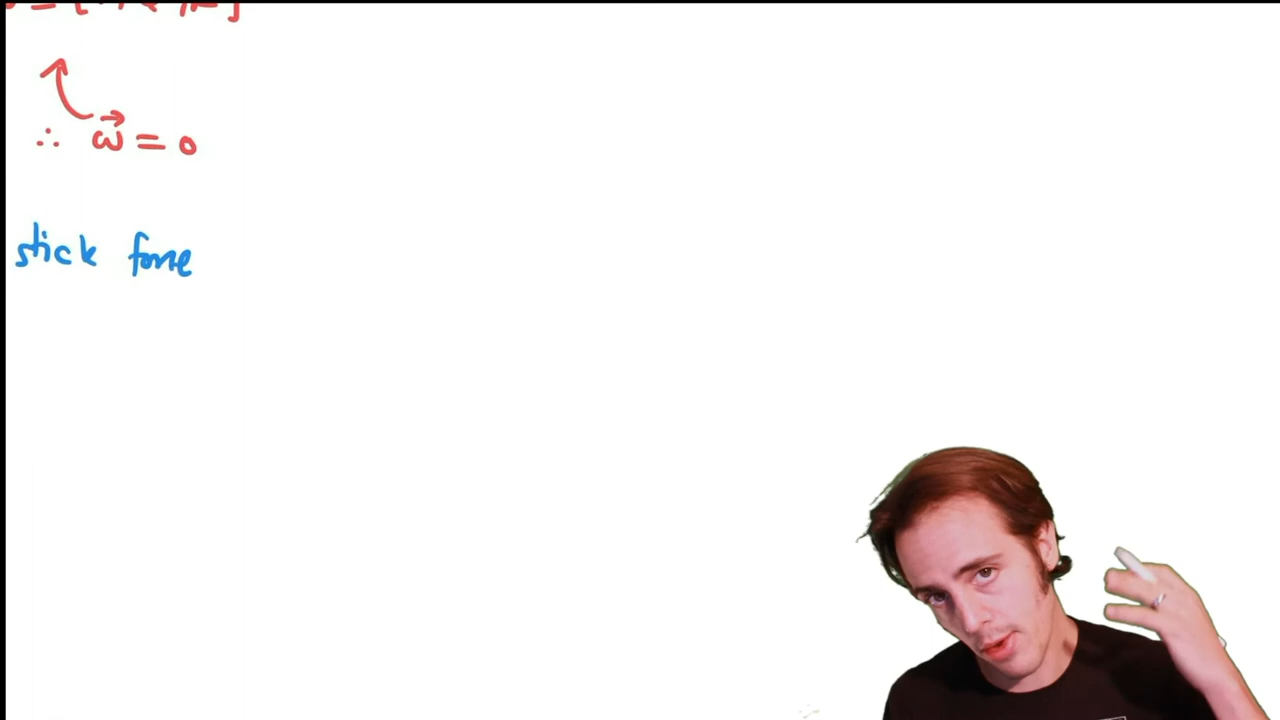 ∴ ω⃗ = 0
stick force